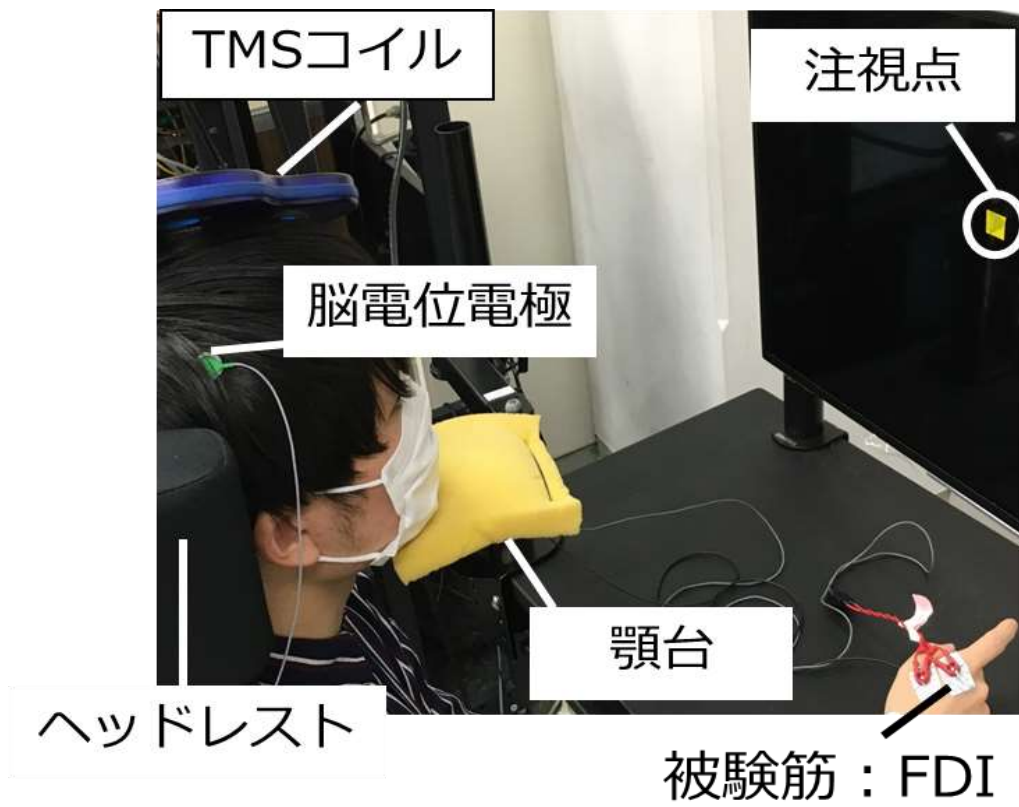 TMSコイル
注視点
脳電位電極
顎台
ヘッドレスト
被験筋：FDI